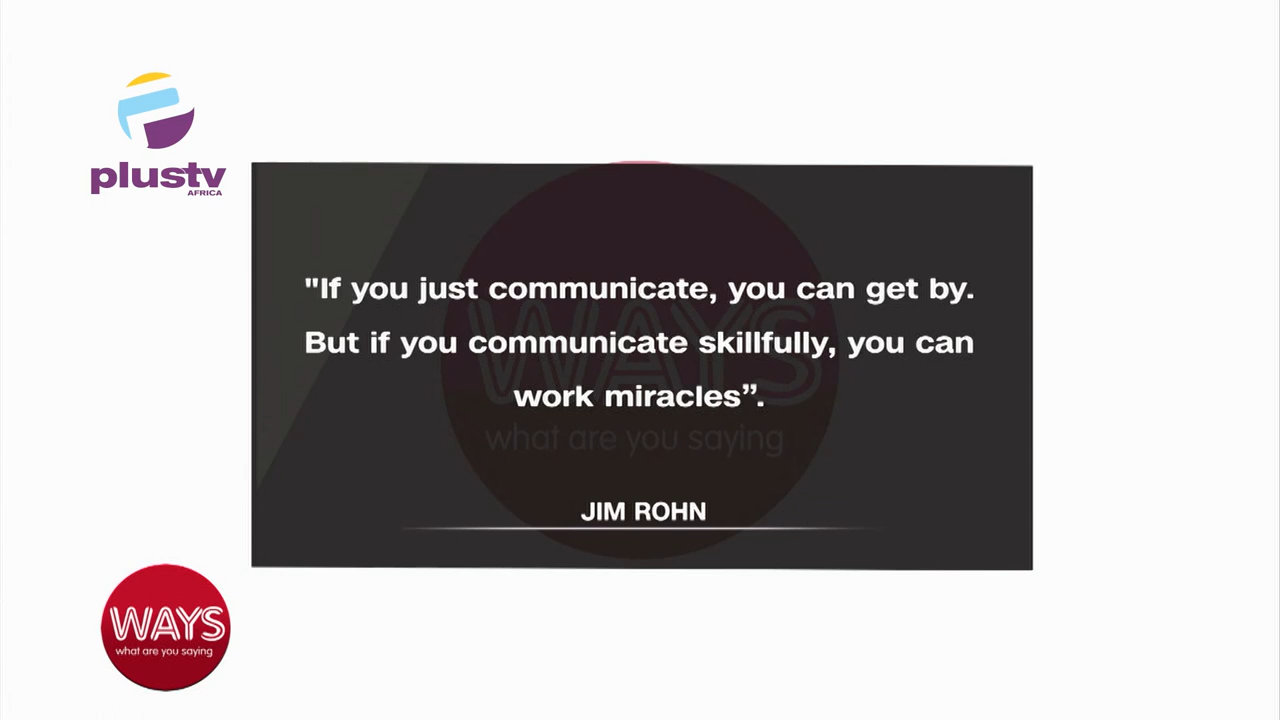 plustv
AFRICA
"If you just communicate, you can get by.
But if you communicate skillfully, you can
work miracles”.
WAYS
what are you saying
JIM ROHN
WAYS
what are you saying